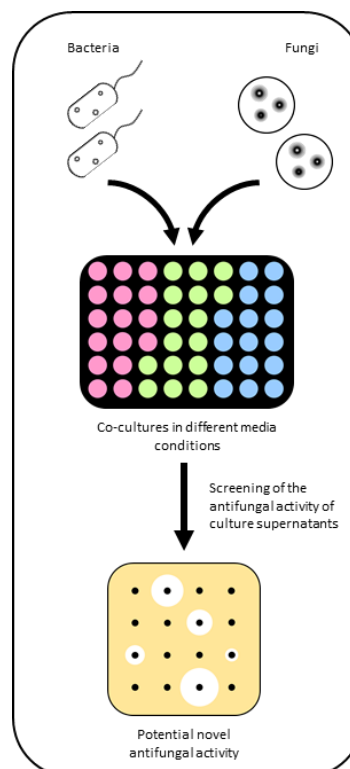 Bacteria
Fungi
Co-cultures in different media
conditions
Screening of the
antifungal activity of
culture supernatants
Potential novel
antifungal activity